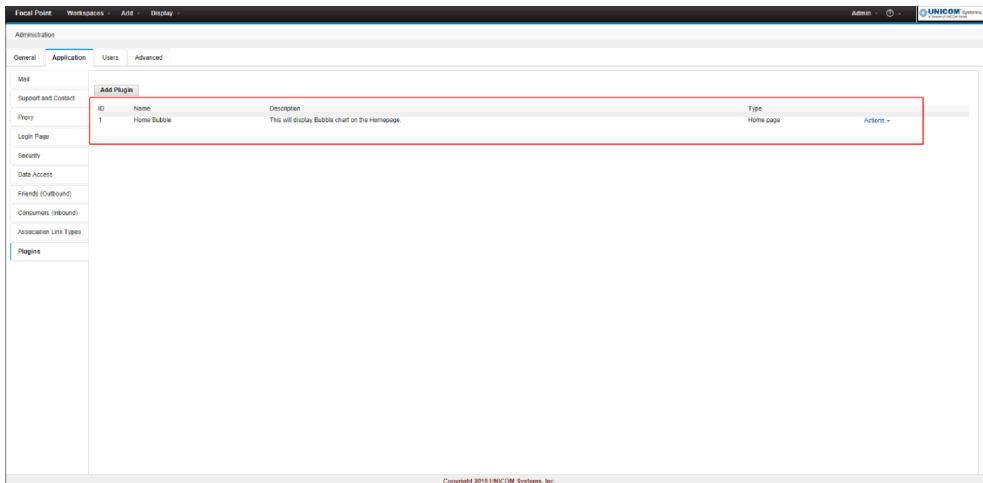 Focal Point Workspaces Add Display Admin UNICOM Systems,
Administration
General Application Users Advanced
Mail
Support and Contact
Proxy
Login Page
Security
Data Access
Friends (Outbound)
Consumers (Inbound)
Association Link Types
Plugins
Add Plugin
ID Name Description Type
1 Home Bubble This will display Bubble chart on the Homepage. Home page Actions
Copyright 2018 UNICOM Systems, Inc.